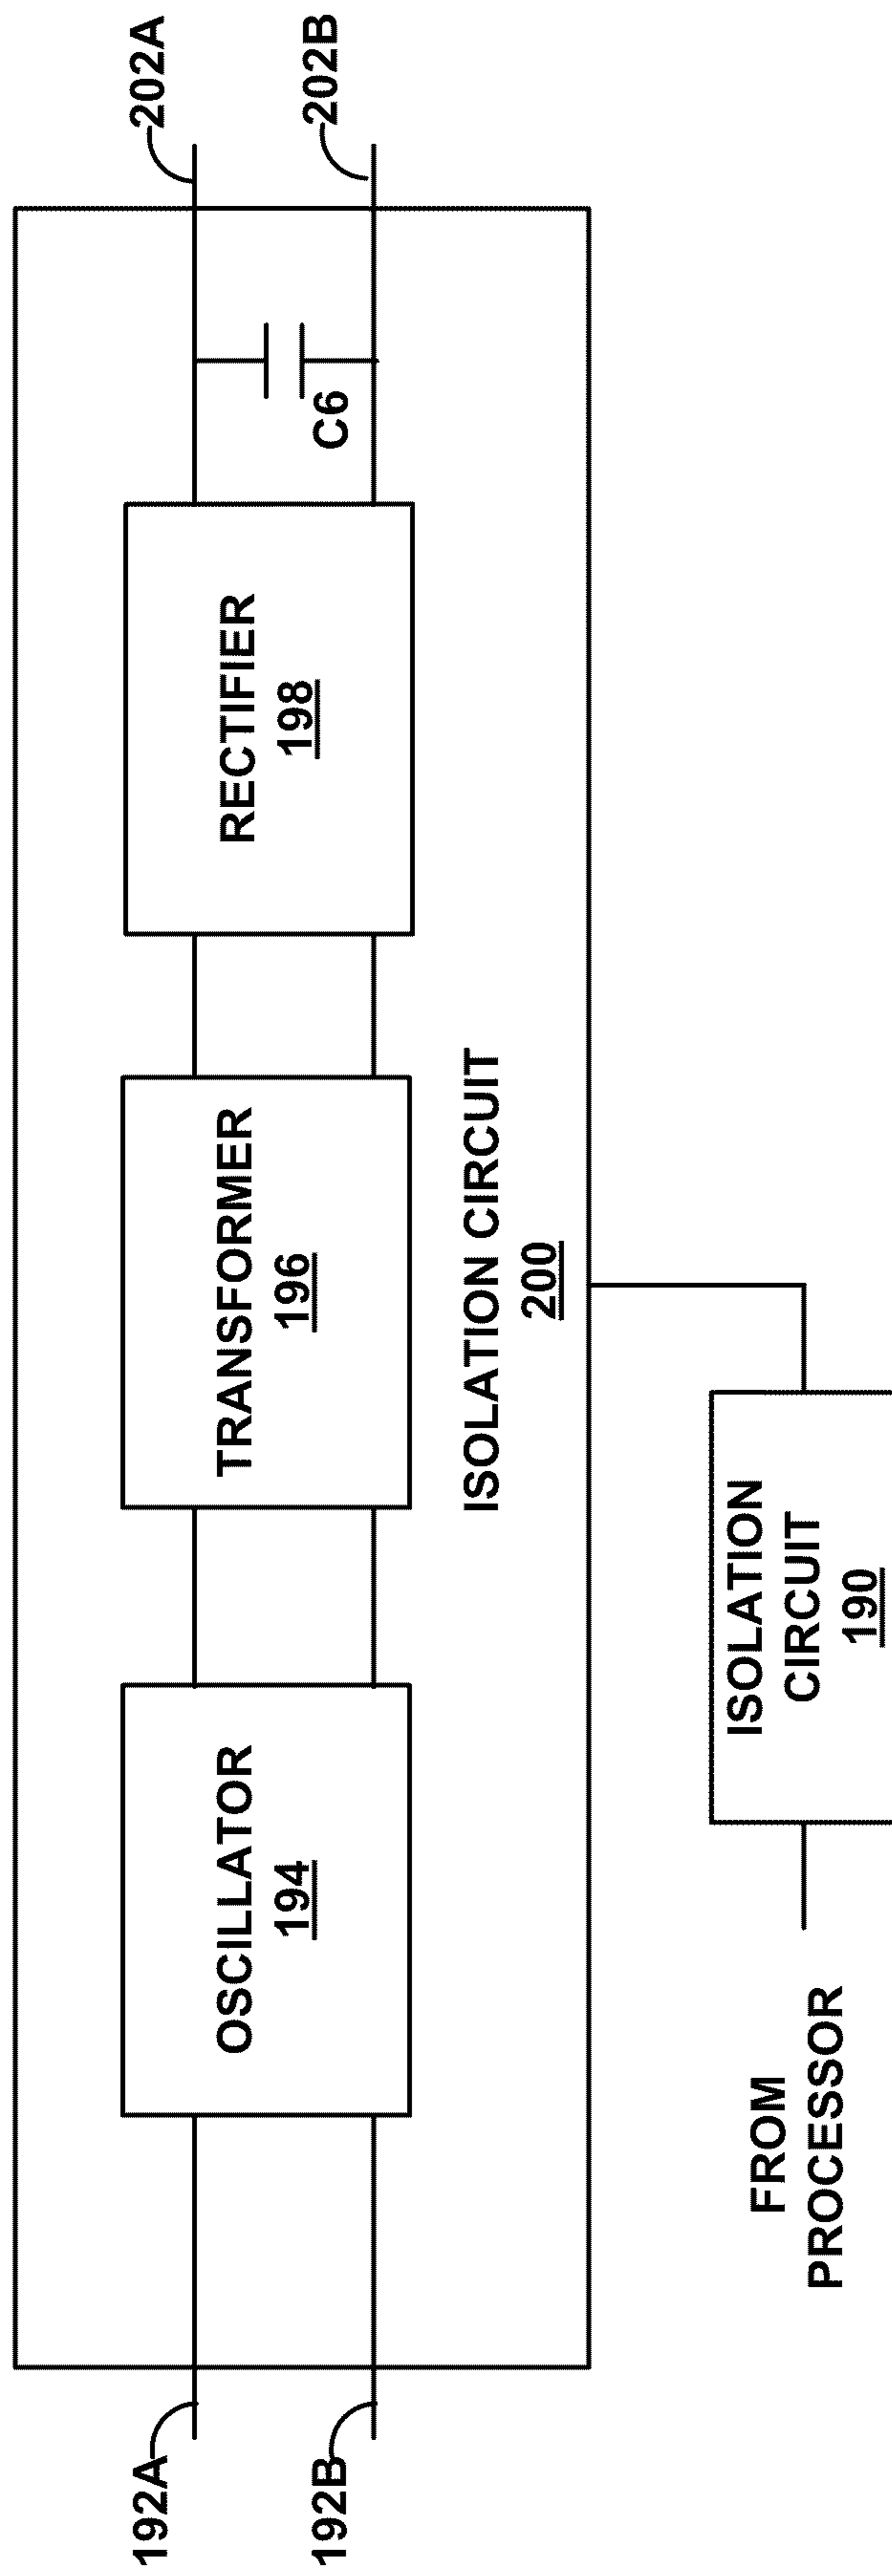 192A
192B
OSCILLATOR
194
TRANSFORMER
196
RECTIFIER
198
C6
202A
202B
ISOLATION CIRCUIT
200
FROM
PROCESSOR
ISOLATION
CIRCUIT
190